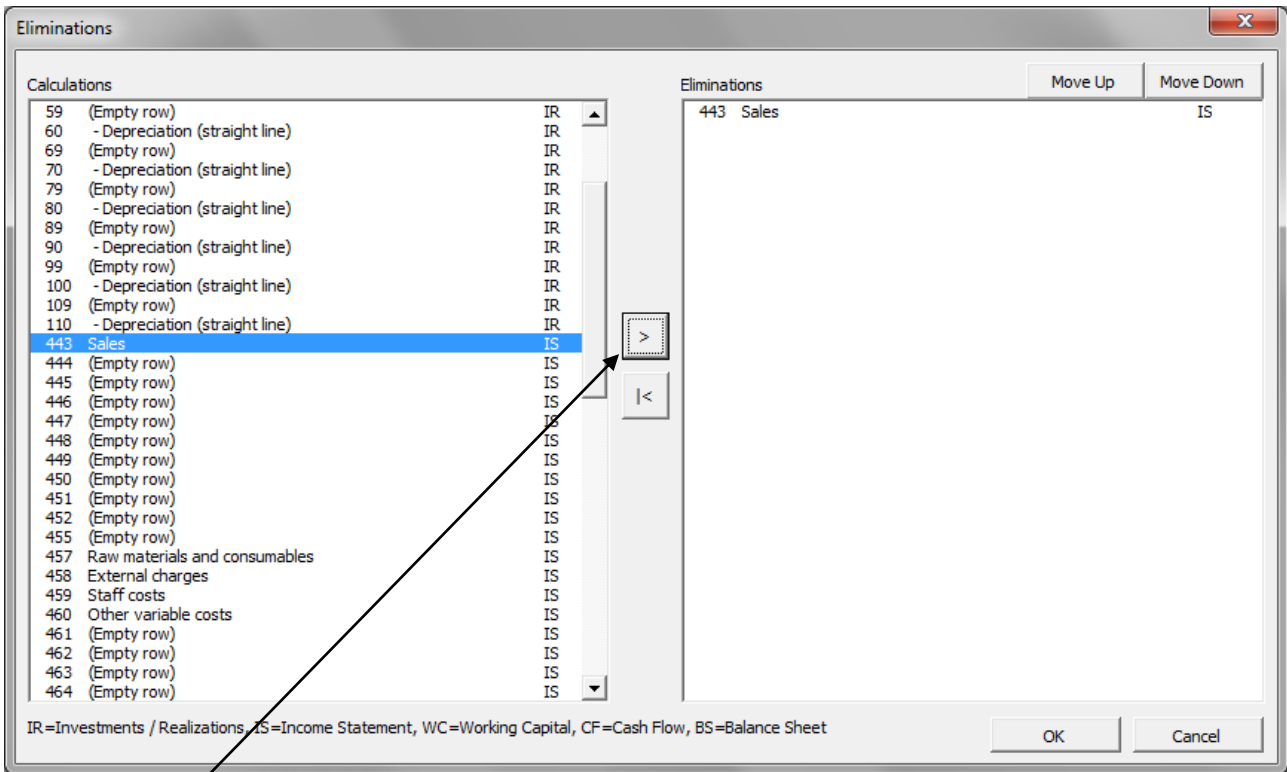 Eliminations
Calculations
Eliminations
Move Up
Move Down
59 (Empty row) IR
60 - Depreciation (straight line) IR
69 (Empty row) IR
70 - Depreciation (straight line) IR
79 (Empty row) IR
80 - Depreciation (straight line) IR
89 (Empty row) IR
90 - Depreciation (straight line) IR
99 (Empty row) IR
100 - Depreciation (straight line) IR
109 (Empty row) IR
110 - Depreciation (straight line) IR
443 Sales IS
444 (Empty row) IS
445 (Empty row) IS
446 (Empty row) IS
447 (Empty row) IS
448 (Empty row) IS
449 (Empty row) IS
450 (Empty row) IS
451 (Empty row) IS
452 (Empty row) IS
455 (Empty row) IS
457 Raw materials and consumables IS
458 External charges IS
459 Staff costs IS
460 Other variable costs IS
461 (Empty row) IS
462 (Empty row) IS
463 (Empty row) IS
464 (Empty row) IS
>
|<
443 Sales IS
IR=Investments / Realizations, IS=Income Statement, WC=Working Capital, CF=Cash Flow, BS=Balance Sheet
OK
Cancel